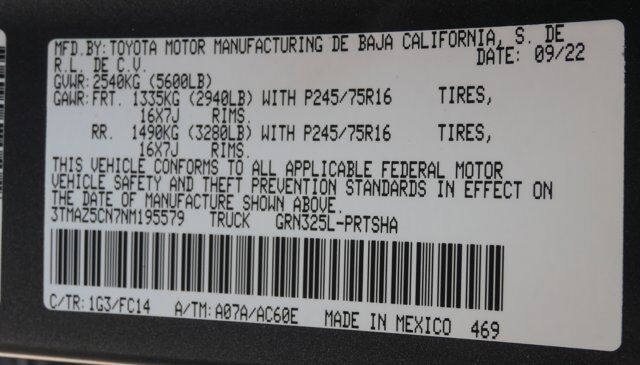 MFD.BY: TOYOTA MOTOR MANUFACTURING DE BAJA CALIFORNIA, S. DE
R.L. DE C.V. DATE: 09/22
GVWR: 2540KG (5600LB)
GAWR: FRT. 1335KG (2940LB) WITH P245/75R16 TIRES,
16X7J RIMS.
RR. 1490KG (3280LB) WITH P245/75R16 TIRES,
16X7J RIMS.
THIS VEHICLE CONFORMS TO ALL APPLICABLE FEDERAL MOTOR
VEHICLE SAFETY AND THEFT PREVENTION STANDARDS IN EFFECT ON
THE DATE OF MANUFACTURE SHOWN ABOVE.
3TMAZ5CN7NM195579 TRUCK GRN325L-PRTSHA
C/TR: 1G3/FC14 A/TM: A07A/AC60E MADE IN MEXICO 469